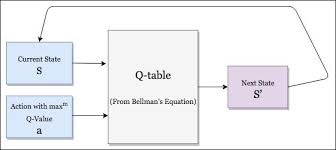 Current State
S
Action with max^m
Q-Value
a
Q-table
(From Bellman's Equation)
Next State
S'